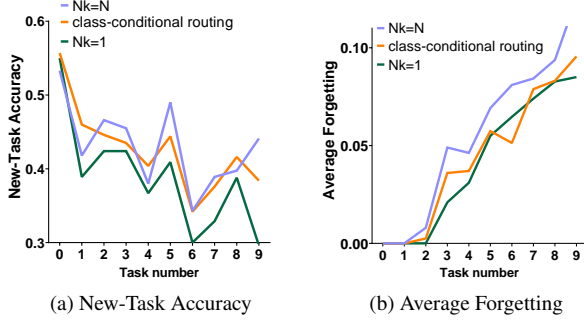 Nk=N
class-conditional routing
Nk=1
New-Task Accuracy
0.6
0.5
0.4
0.3
0 1 2 3 4 5 6 7 8 9
Task number
(a) New-Task Accuracy
Nk=N
class-conditional routing
Nk=1
Average Forgetting
0.10
0.05
0.00
0 1 2 3 4 5 6 7 8 9
Task number
(b) Average Forgetting